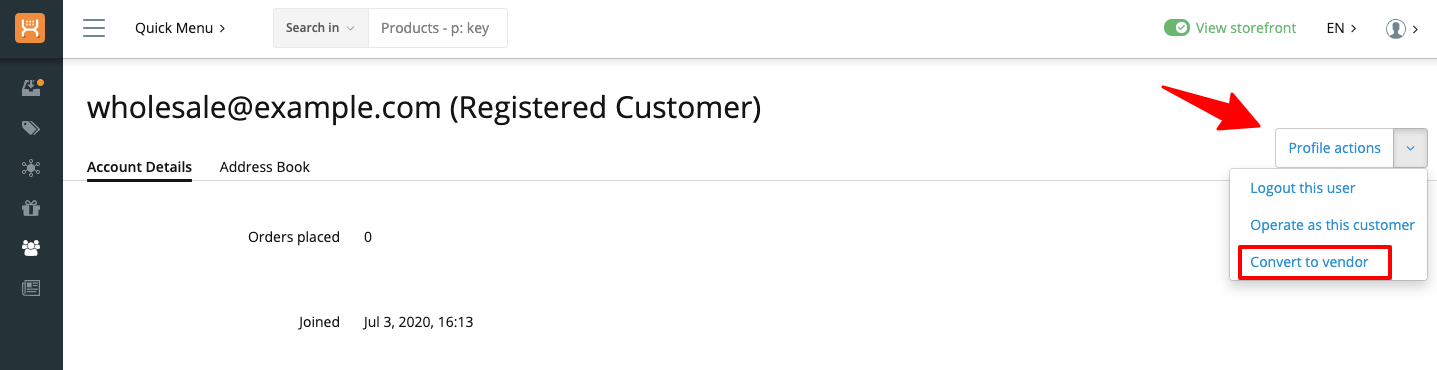 Quick Menu
Search in
Products - p: key
View storefront
EN
wholesale@example.com (Registered Customer)
Profile actions
Account Details
Address Book
Logout this user
Operate as this customer
Convert to vendor
Orders placed 0
Joined Jul 3, 2020, 16:13